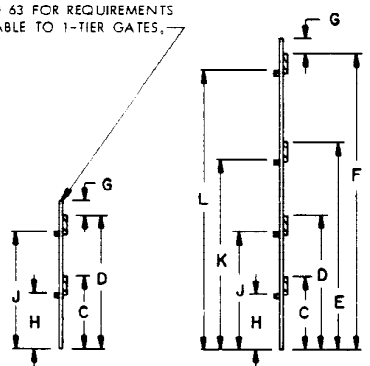 63 FOR REQUIREMENTS
ABLE TO 1-TIER GATES.
G
G
F
L
K
E
D
J
D
J
C
H
C
H